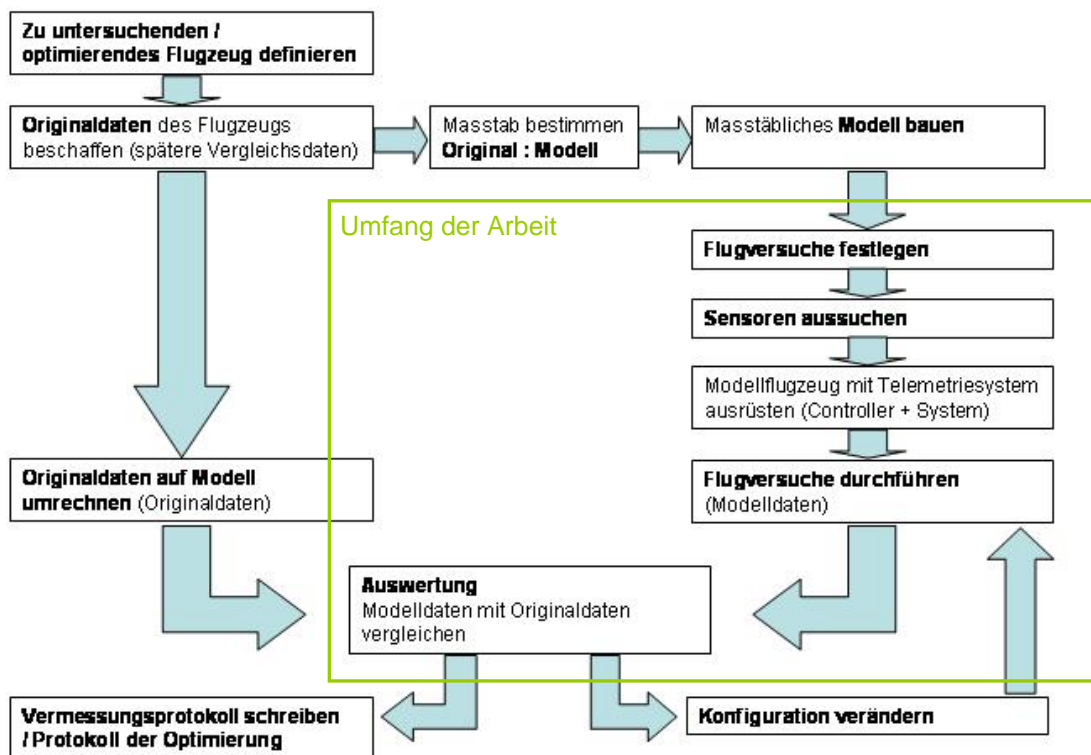 Zu untersuchenden /
optimierendes Flugzeug definieren
Originaldaten des Flugzeugs
beschaffen (spätere Vergleichsdaten)
Masstab bestimmen
Original : Modell
Masstäbliches Modell bauen
Umfang der Arbeit
Flugversuche festlegen
Sensoren aussuchen
Modellflugzeug mit Telemetriesystem
ausrüsten (Controller + System)
Originaldaten auf Modell
umrechnen (Originaldaten)
Flugversuche durchführen
(Modelldaten)
Auswertung
Modelldaten mit Originaldaten
vergleichen
Vermessungsprotokoll schreiben
/ Protokoll der Optimierung
Konfiguration verändern